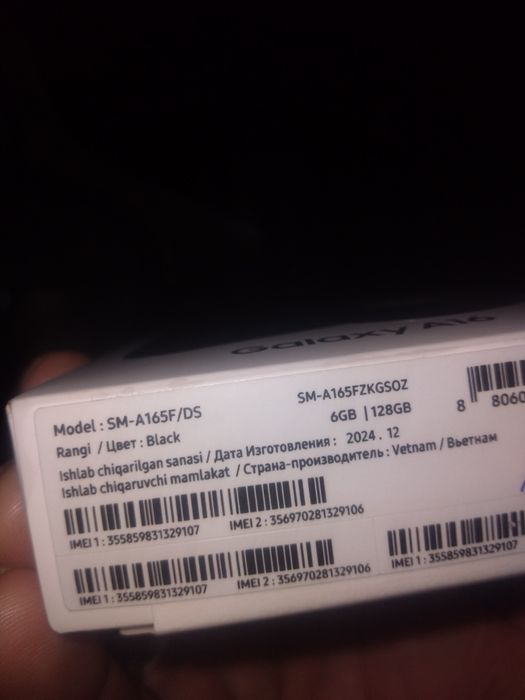 Galaxy A16
Model : SM-A165F/DS
SM-A165FZKGSOZ
Rangi / Цвет : Black
6GB | 128GB
8 8060
Ishlab chiqarilgan sanasi / Дата Изготовления : 2024 . 12
Ishlab chiqaruvchi mamlakat / Страна-производитель : Vetnam / Вьетнам
IMEI 1 : 355859831329107
IMEI 2 : 356970281329106
IMEI 1 : 355859831329107
IMEI 2 : 356970281329106
IMEI 1 : 355859831329107